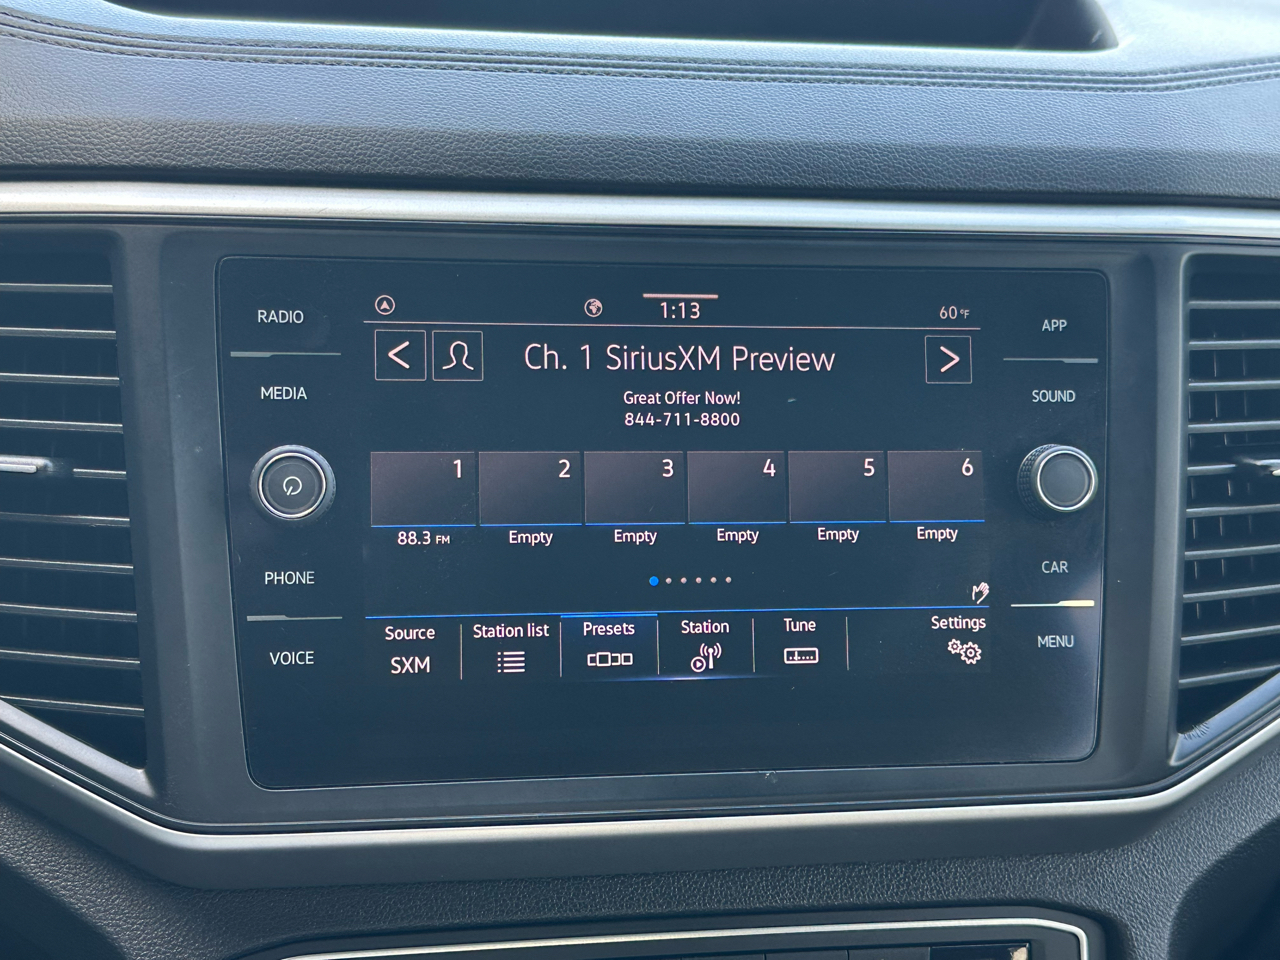 RADIO
MEDIA
PHONE
VOICE
1:13
60°F
Ch. 1 SiriusXM Preview
Great Offer Now!
844-711-8800
1 2 3 4 5 6
88.3 FM Empty Empty Empty Empty Empty
Source Station list Presets Station Tune Settings
SXM
APP
SOUND
CAR
MENU